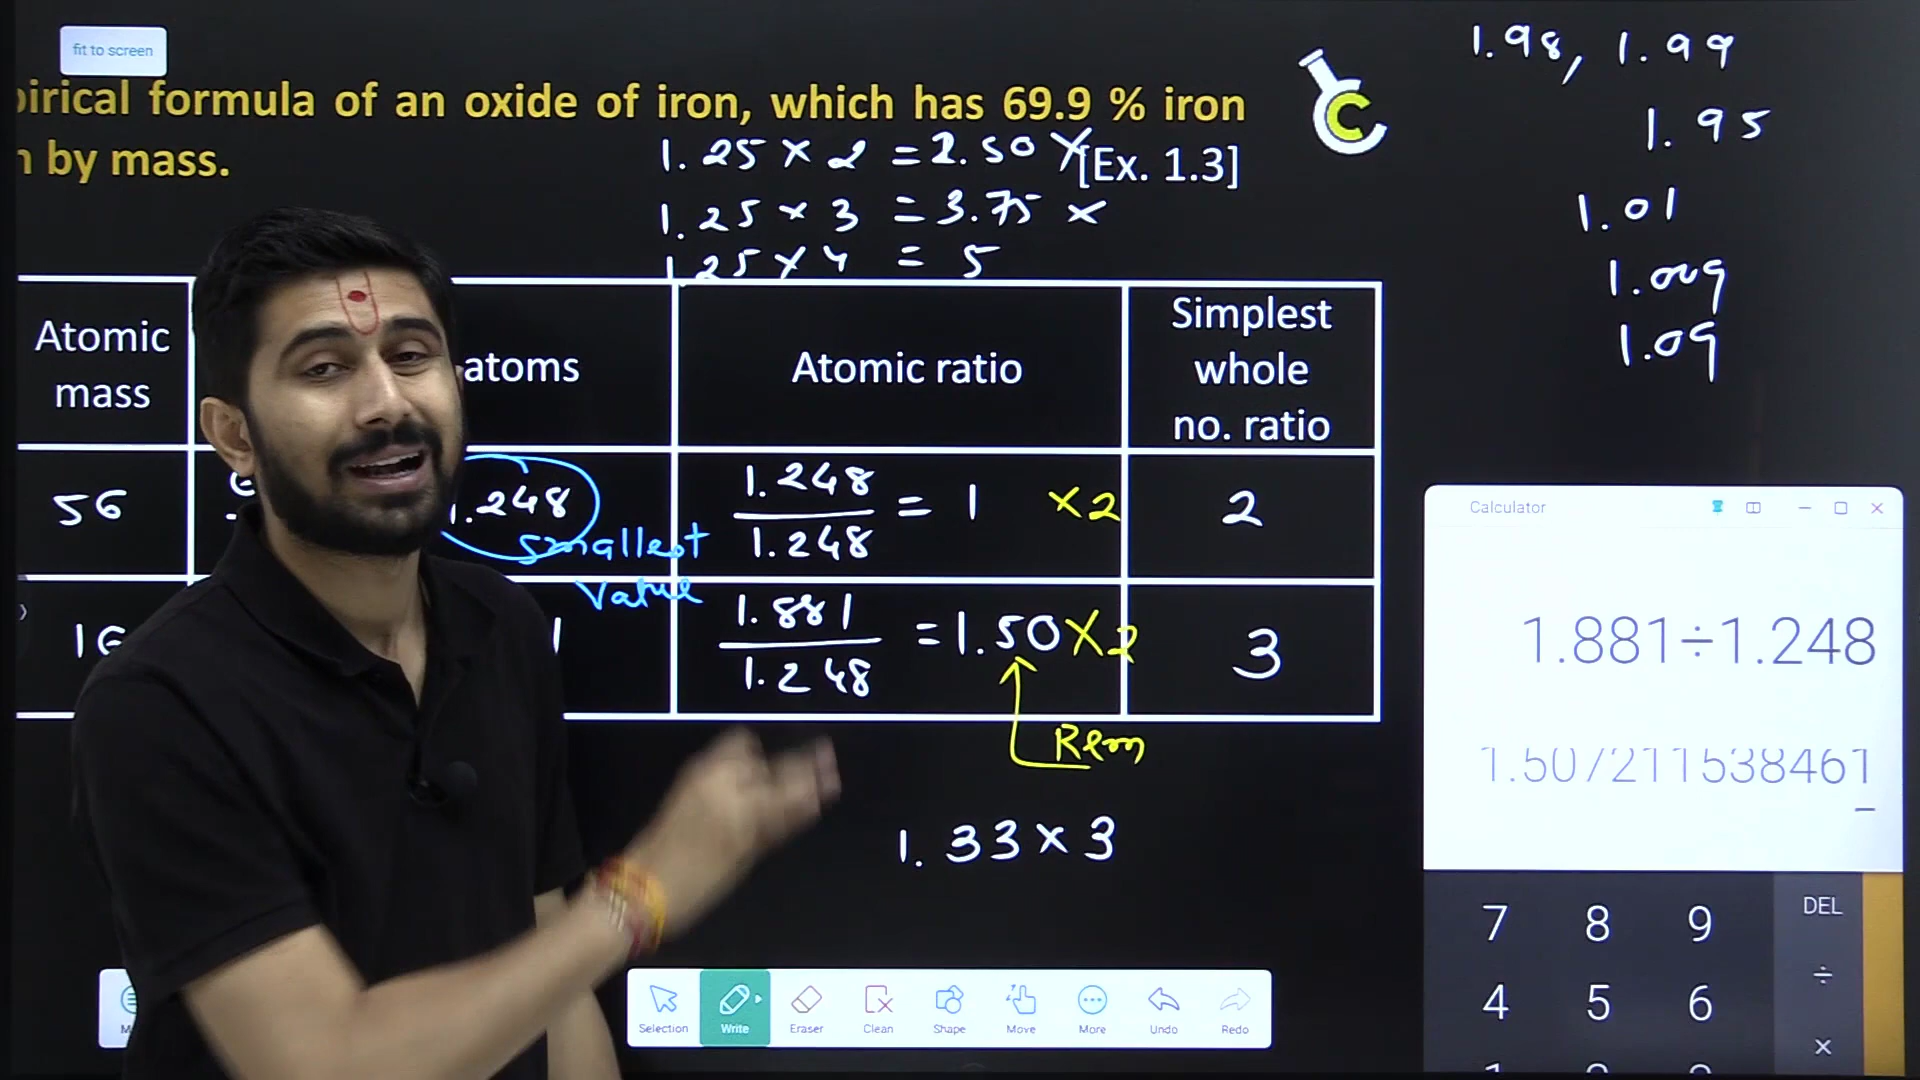 fit to screen
pirical formula of an oxide of iron, which has 69.9 % iron
n by mass.
[Ex. 1.3]
1.25 × 2 = 2.50 ×
1.25 × 3 = 3.75 ×
1.25 × 4 = 5
1.98, 1.99
1.95
1.01
1.009
1.09
C
Atomic mass
atoms
Atomic ratio
Simplest whole no. ratio
56
1.248
smallest value
1.248/1.248 = 1 ×2
2
16
1
1.881/1.248 = 1.50 ×2
3
Rem
1.33 × 3
Calculator
1.881÷1.248
1.507211538461
7 8 9 DEL
4 5 6 ÷
×
Selection Write Eraser Clean Shape Move More Undo Redo